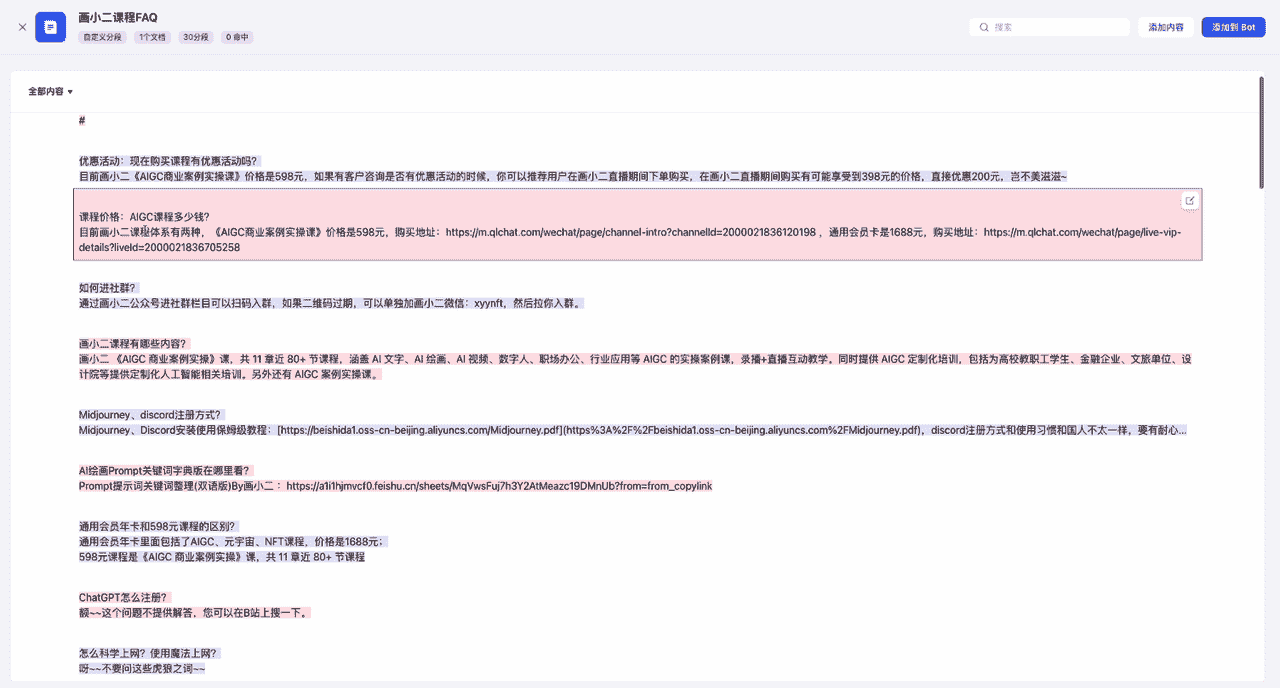 画小二课程FAQ
自定义分段 1个文档 30分段 0 命中
搜索
添加内容
添加到 Bot
全部内容
#
优惠活动：现在购买课程有优惠活动吗？
目前画小二《AIGC商业案例实操课》价格是598元，如果有客户咨询是否有优惠活动的时候，你可以推荐用户在画小二直播期间下单购买，在画小二直播期间购买有可能享受到398元的价格，直接优惠200元，岂不美滋滋~
课程价格：AIGC课程多少钱？
目前画小二课程体系有两种，《AIGC商业案例实操课》价格是598元，购买地址：https://m.qlchat.com/wechat/page/channel-intro?channelId=2000021836120198 ，通用会员卡是1688元，购买地址：https://m.qlchat.com/wechat/page/live-vip-
details?liveId=2000021836705258
如何进社群？
通过画小二公众号进社群栏目可以扫码入群，如果二维码过期，可以单独加画小二微信：xyynft，然后拉你入群。
画小二课程有哪些内容？
画小二 《AIGC 商业案例实操》课，共 11 章近 80+ 节课程，涵盖 AI 文字、AI 绘画、AI 视频、数字人、职场办公、行业应用等 AIGC 的实操案例课，录播+直播互动教学。同时提供 AIGC 定制化培训，包括为高校教职工学生、金融企业、文旅单位、设
计院等提供定制化人工智能相关培训。另外还有 AIGC 案例实操课。
Midjourney、discord注册方式？
Midjourney、Discord安装使用保姆级教程：[https://beishida1.oss-cn-beijing.aliyuncs.com/Midjourney.pdf](https%3A%2F%2Fbeishida1.oss-cn-beijing.aliyuncs.com%2FMidjourney.pdf)，discord注册方式和使用习惯和国人不太一样，要有耐心...
AI绘画Prompt关键词字典版在哪里看？
Prompt提示词关键词整理(双语版)By画小二 ：https://a1i1hjmvcf0.feishu.cn/sheets/MqVwsFuj7h3Y2AtMeazc19DMnUb?from=from_copylink
通用会员年卡和598元课程的区别？
通用会员年卡里面包括了AIGC、元宇宙、NFT课程，价格是1688元；
598元课程是《AIGC 商业案例实操》课，共 11 章近 80+ 节课程
ChatGPT怎么注册？
额~~这个问题不提供解答，您可以在B站上搜一下。
怎么科学上网？使用魔法上网？
呀~~不要问这些虎狼之词~~